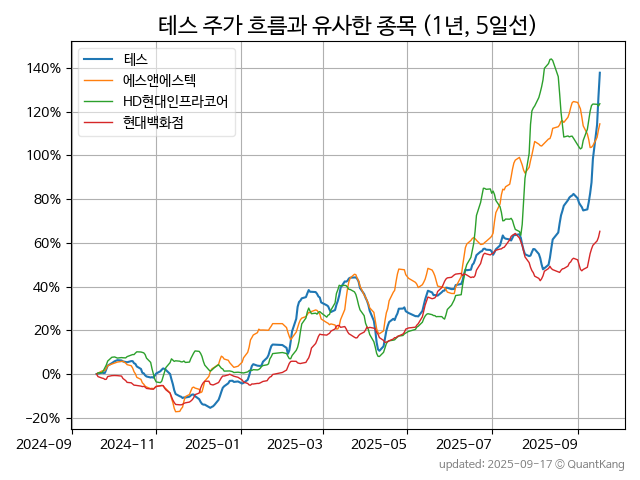 테스 주가 흐름과 유사한 종목 (1년, 5일선)
테스
에스앤에스텍
HD현대인프라코어
현대백화점
140%
120%
100%
80%
60%
40%
20%
0%
−20%
2024-09
2024-11
2025-01
2025-03
2025-05
2025-07
2025-09
updated: 2025-09-17 © QuantKang